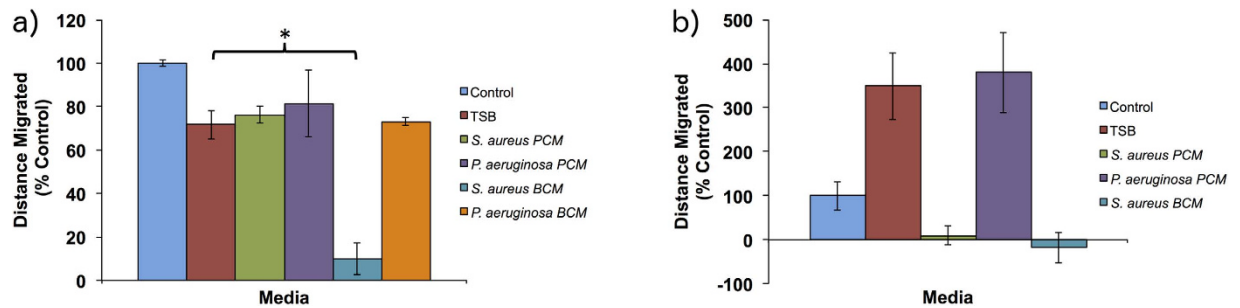 a)
Distance Migrated
(% Control)
120
100
80
60
40
20
0
*
Media
Control
TSB
S. aureus PCM
P. aeruginosa PCM
S. aureus BCM
P. aeruginosa BCM
b)
Distance Migrated
(% Control)
500
400
300
200
100
0
-100
Media
Control
TSB
S. aureus PCM
P. aeruginosa PCM
S. aureus BCM